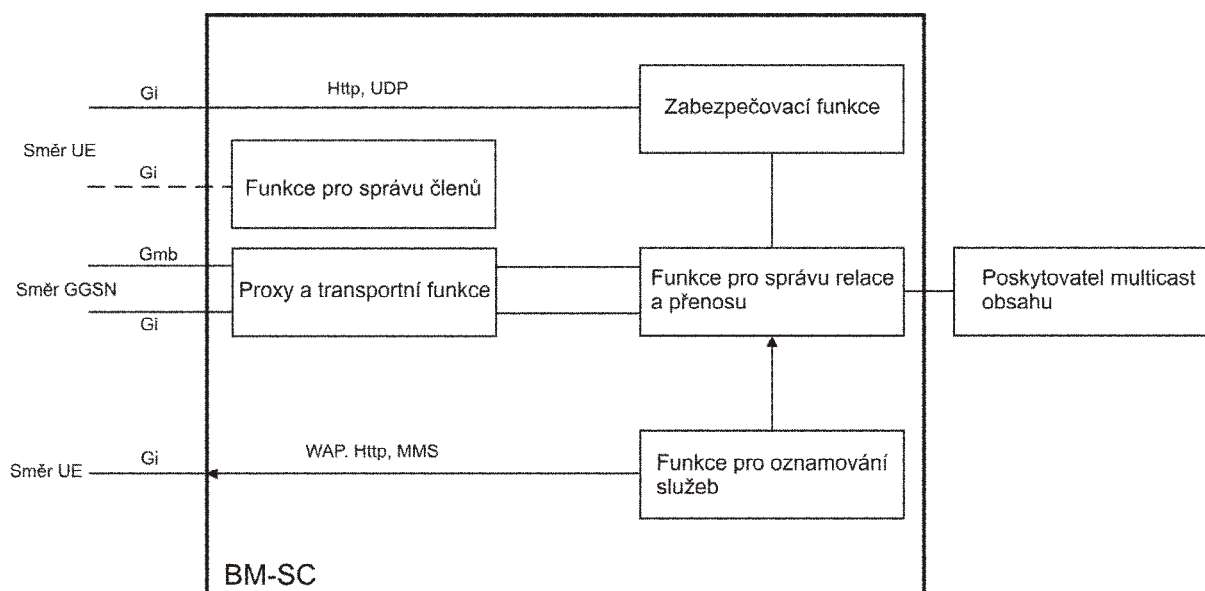 Gi
Http, UDP
Zabezpečovací funkce
Směr UE
Gi
Funkce pro správu členů
Gmb
Směr GGSN
Gi
Proxy a transportní funkce
Funkce pro správu relace
a přenosu
Poskytovatel multicast
obsahu
WAP. Http, MMS
Směr UE
Gi
Funkce pro oznamování
služeb
BM-SC